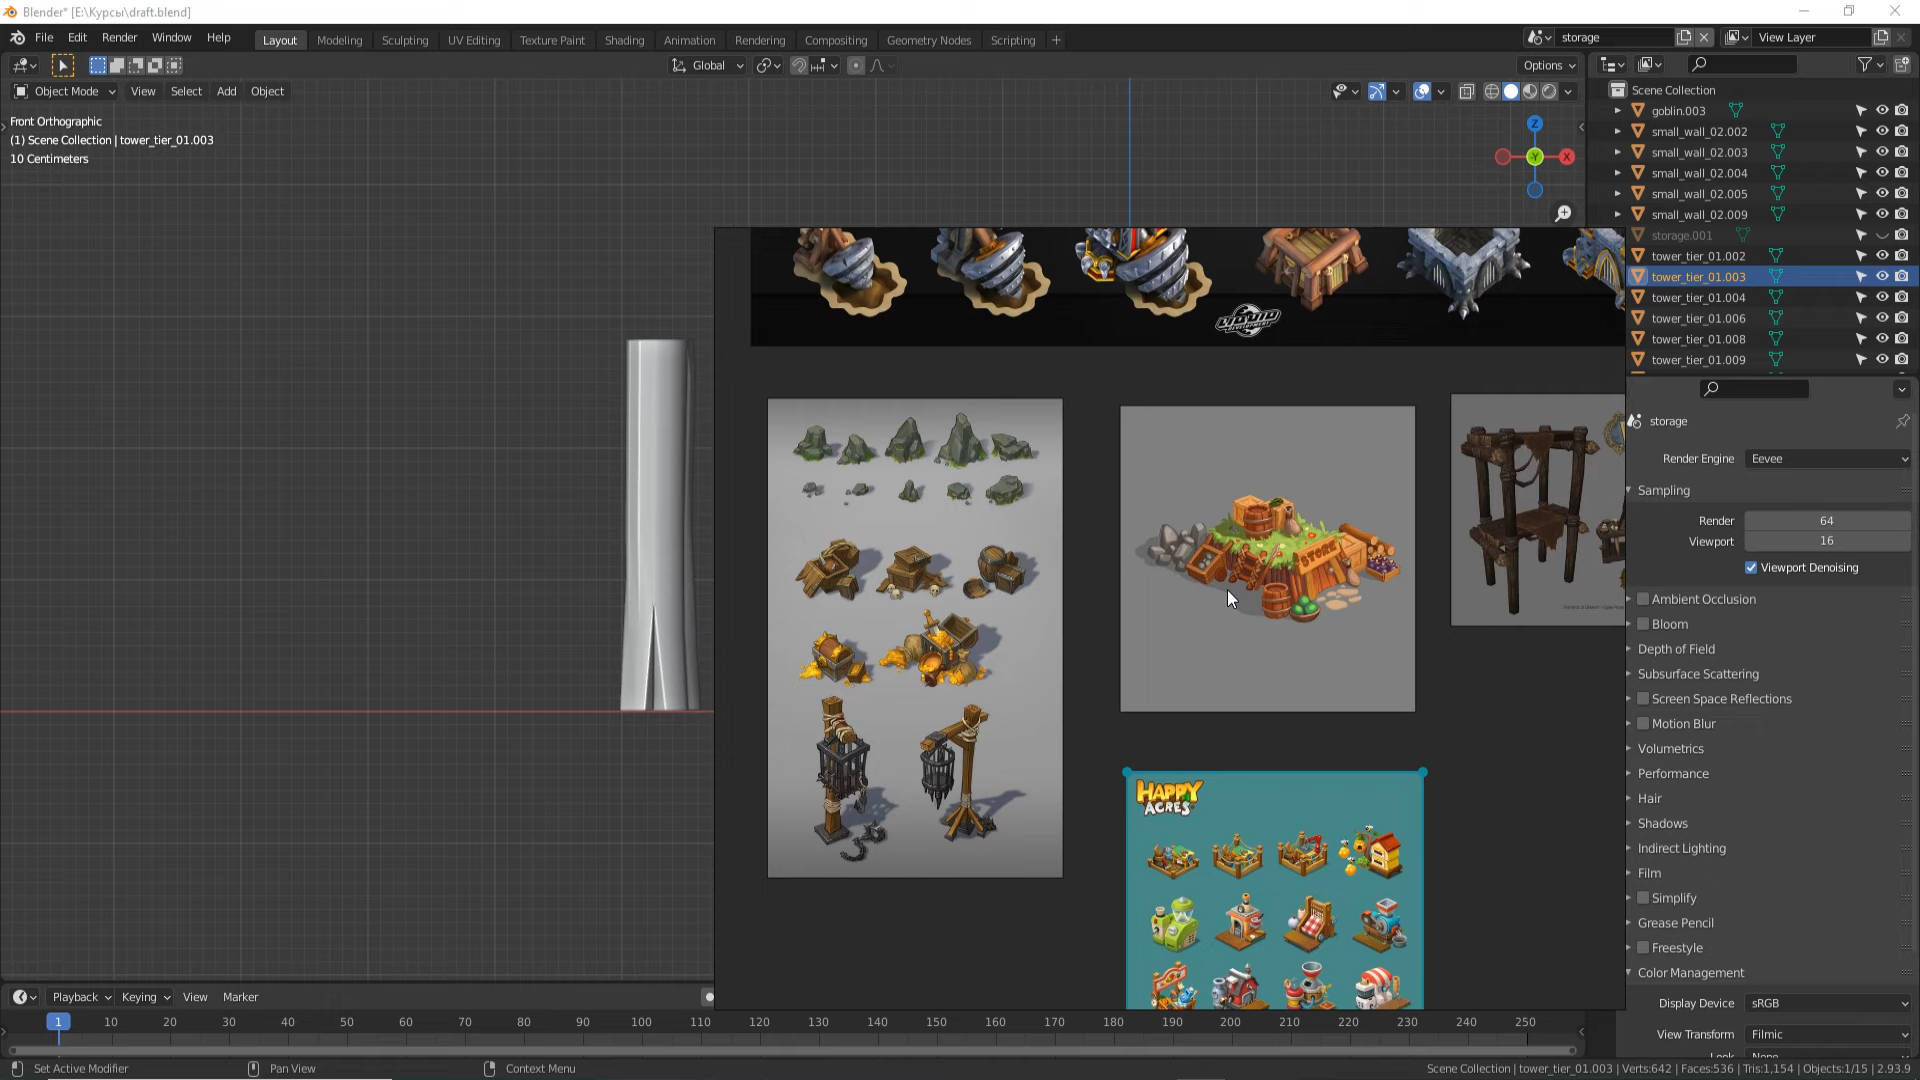 Blender* [E:\Курсы\draft.blend]
File Edit Render Window Help
Layout Modeling Sculpting UV Editing Texture Paint Shading Animation Rendering Compositing Geometry Nodes Scripting +
storage View Layer
Global Options
Object Mode View Select Add Object
Front Orthographic
(1) Scene Collection | tower_tier_01.003
10 Centimeters
Z
Y
X
Scene Collection
goblin.003
small_wall_02.002
small_wall_02.003
small_wall_02.004
small_wall_02.005
small_wall_02.009
storage.001
tower_tier_01.002
tower_tier_01.003
tower_tier_01.004
tower_tier_01.006
tower_tier_01.008
tower_tier_01.009
STORE
HAPPY
ACRES
storage
Render Engine Eevee
Sampling
Render 64
Viewport 16
Viewport Denoising
Ambient Occlusion
Bloom
Depth of Field
Subsurface Scattering
Screen Space Reflections
Motion Blur
Volumetrics
Performance
Hair
Shadows
Indirect Lighting
Film
Simplify
Grease Pencil
Freestyle
Color Management
Display Device sRGB
View Transform Filmic
Look None
Playback Keying View Marker
1 10 20 30 40 50 60 70 80 90 100 110 120 130 140 150 160 170 180 190 200 210 220 230 240 250
Set Active Modifier Pan View Context Menu
Scene Collection | tower_tier_01.003 | Verts:642 | Faces:536 | Tris:1,154 | Objects:1/15 | 2.93.9